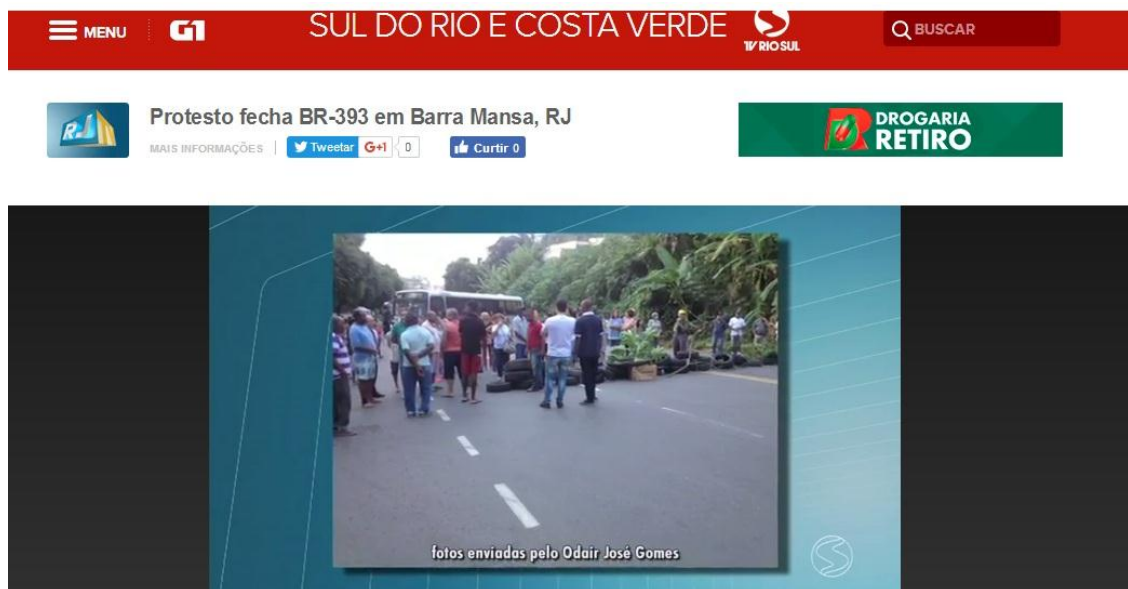 MENU
G1
SUL DO RIO E COSTA VERDE
TV RIO SUL
BUSCAR
RJ
Protesto fecha BR-393 em Barra Mansa, RJ
MAIS INFORMAÇÕES
Tweetar
G+1
0
Curtir 0
DROGARIA
RETIRO
fotos enviadas pelo Odair José Gomes